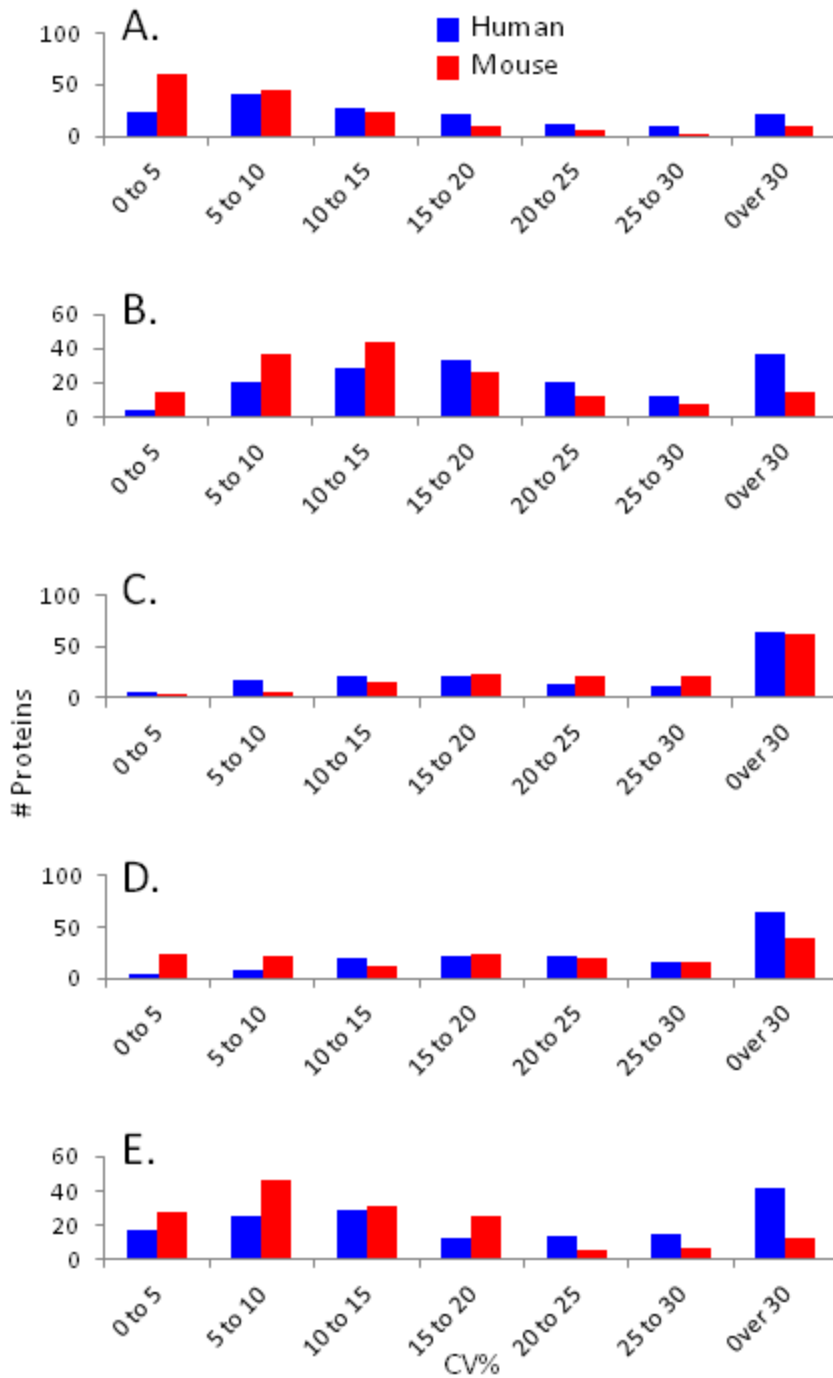 A.
Human
Mouse
100
50
0
0 to 5
5 to 10
10 to 15
15 to 20
20 to 25
25 to 30
Over 30
B.
60
40
20
0
0 to 5
5 to 10
10 to 15
15 to 20
20 to 25
25 to 30
Over 30
C.
100
50
0
0 to 5
5 to 10
10 to 15
15 to 20
20 to 25
25 to 30
Over 30
# Proteins
D.
100
50
0
0 to 5
5 to 10
10 to 15
15 to 20
20 to 25
25 to 30
Over 30
E.
60
40
20
0
0 to 5
5 to 10
10 to 15
15 to 20
20 to 25
25 to 30
Over 30
CV%